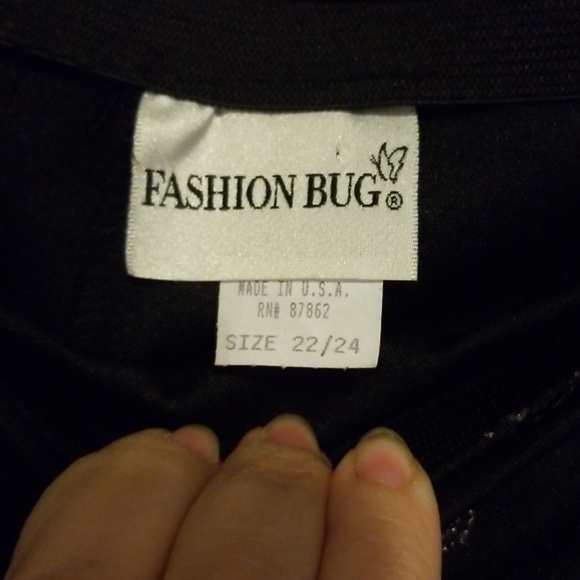 FASHION BUG®
MADE IN U.S.A.
RN# 87862
SIZE 22/24